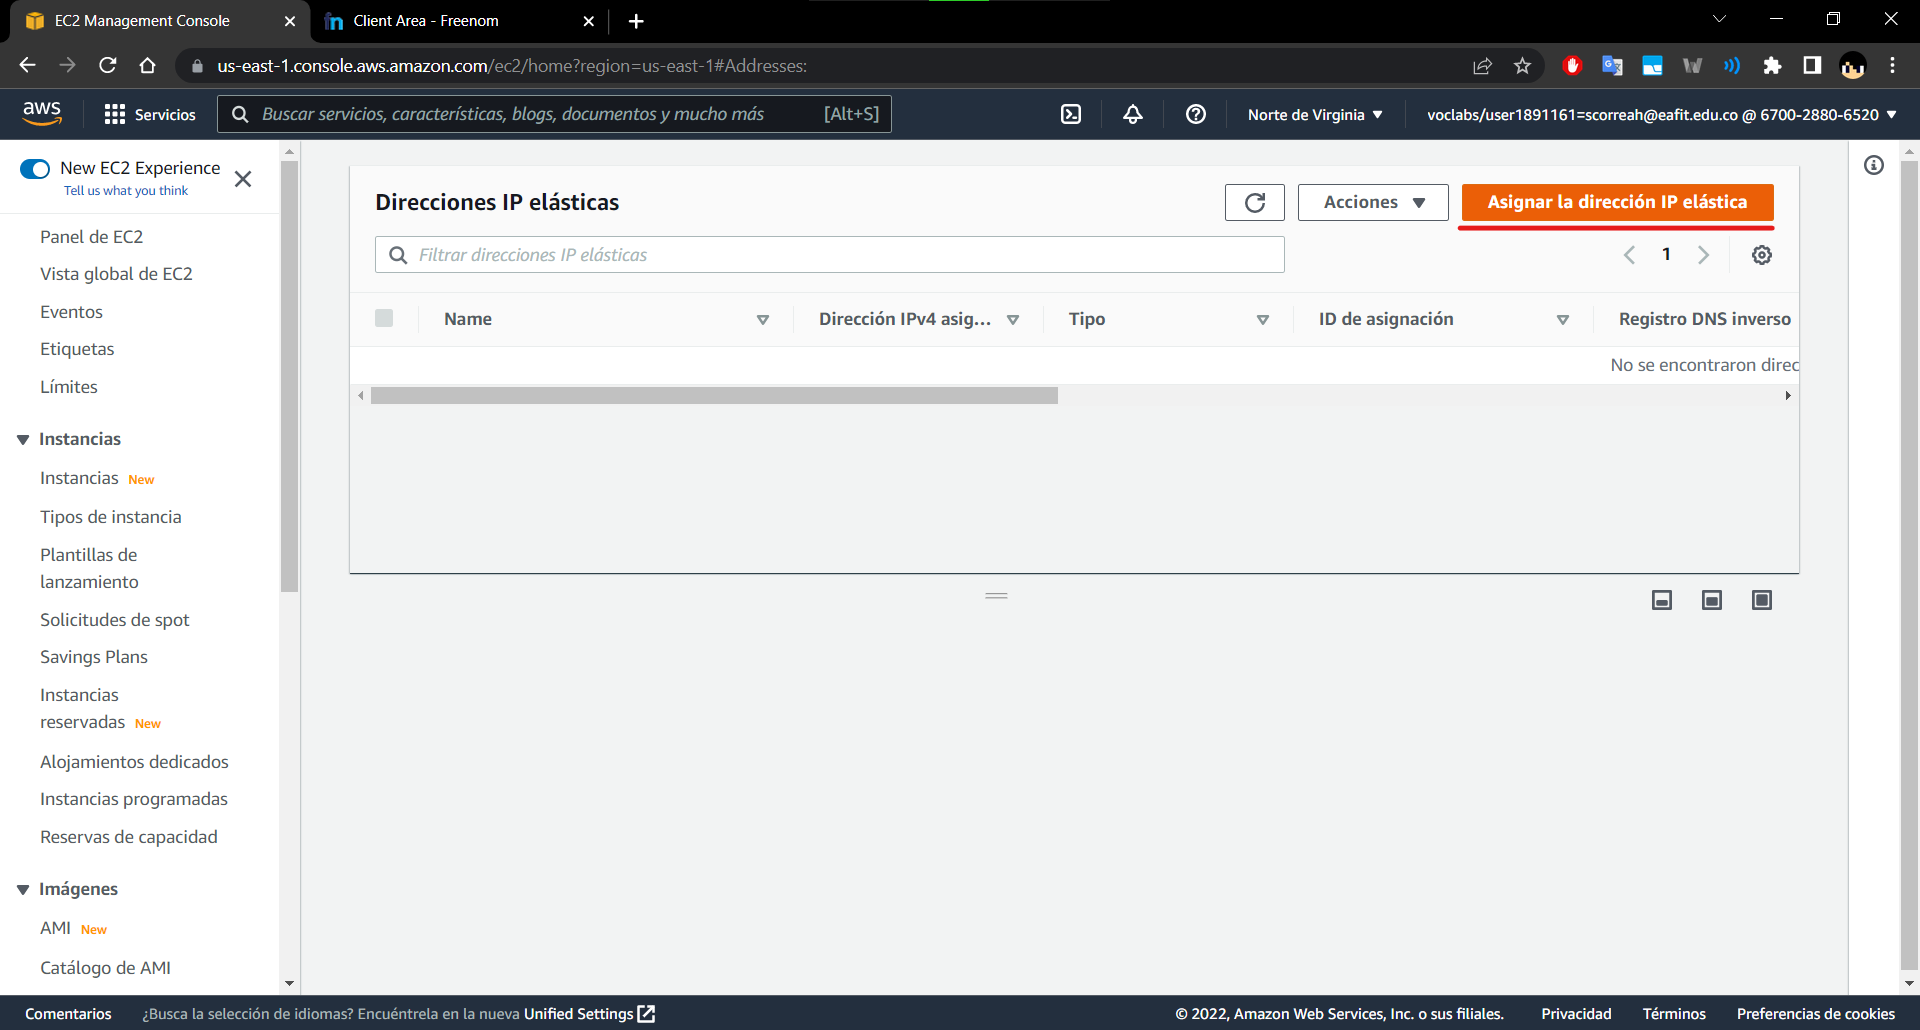 EC2 Management Console
Client Area - Freenom
us-east-1.console.aws.amazon.com/ec2/home?region=us-east-1#Addresses:
aws
Servicios
Buscar servicios, características, blogs, documentos y mucho más [Alt+S]
Norte de Virginia
voclabs/user1891161=scorreah@eafit.edu.co @ 6700-2880-6520
New EC2 Experience
Tell us what you think
Panel de EC2
Vista global de EC2
Eventos
Etiquetas
Límites
Instancias
Instancias New
Tipos de instancia
Plantillas de
lanzamiento
Solicitudes de spot
Savings Plans
Instancias
reservadas New
Alojamientos dedicados
Instancias programadas
Reservas de capacidad
Imágenes
AMI New
Catálogo de AMI
Direcciones IP elásticas
Acciones
Asignar la dirección IP elástica
Filtrar direcciones IP elásticas
1
Name
Dirección IPv4 asig...
Tipo
ID de asignación
Registro DNS inverso
No se encontraron direc
Comentarios
¿Busca la selección de idiomas? Encuéntrela en la nueva Unified Settings
© 2022, Amazon Web Services, Inc. o sus filiales.
Privacidad
Términos
Preferencias de cookies